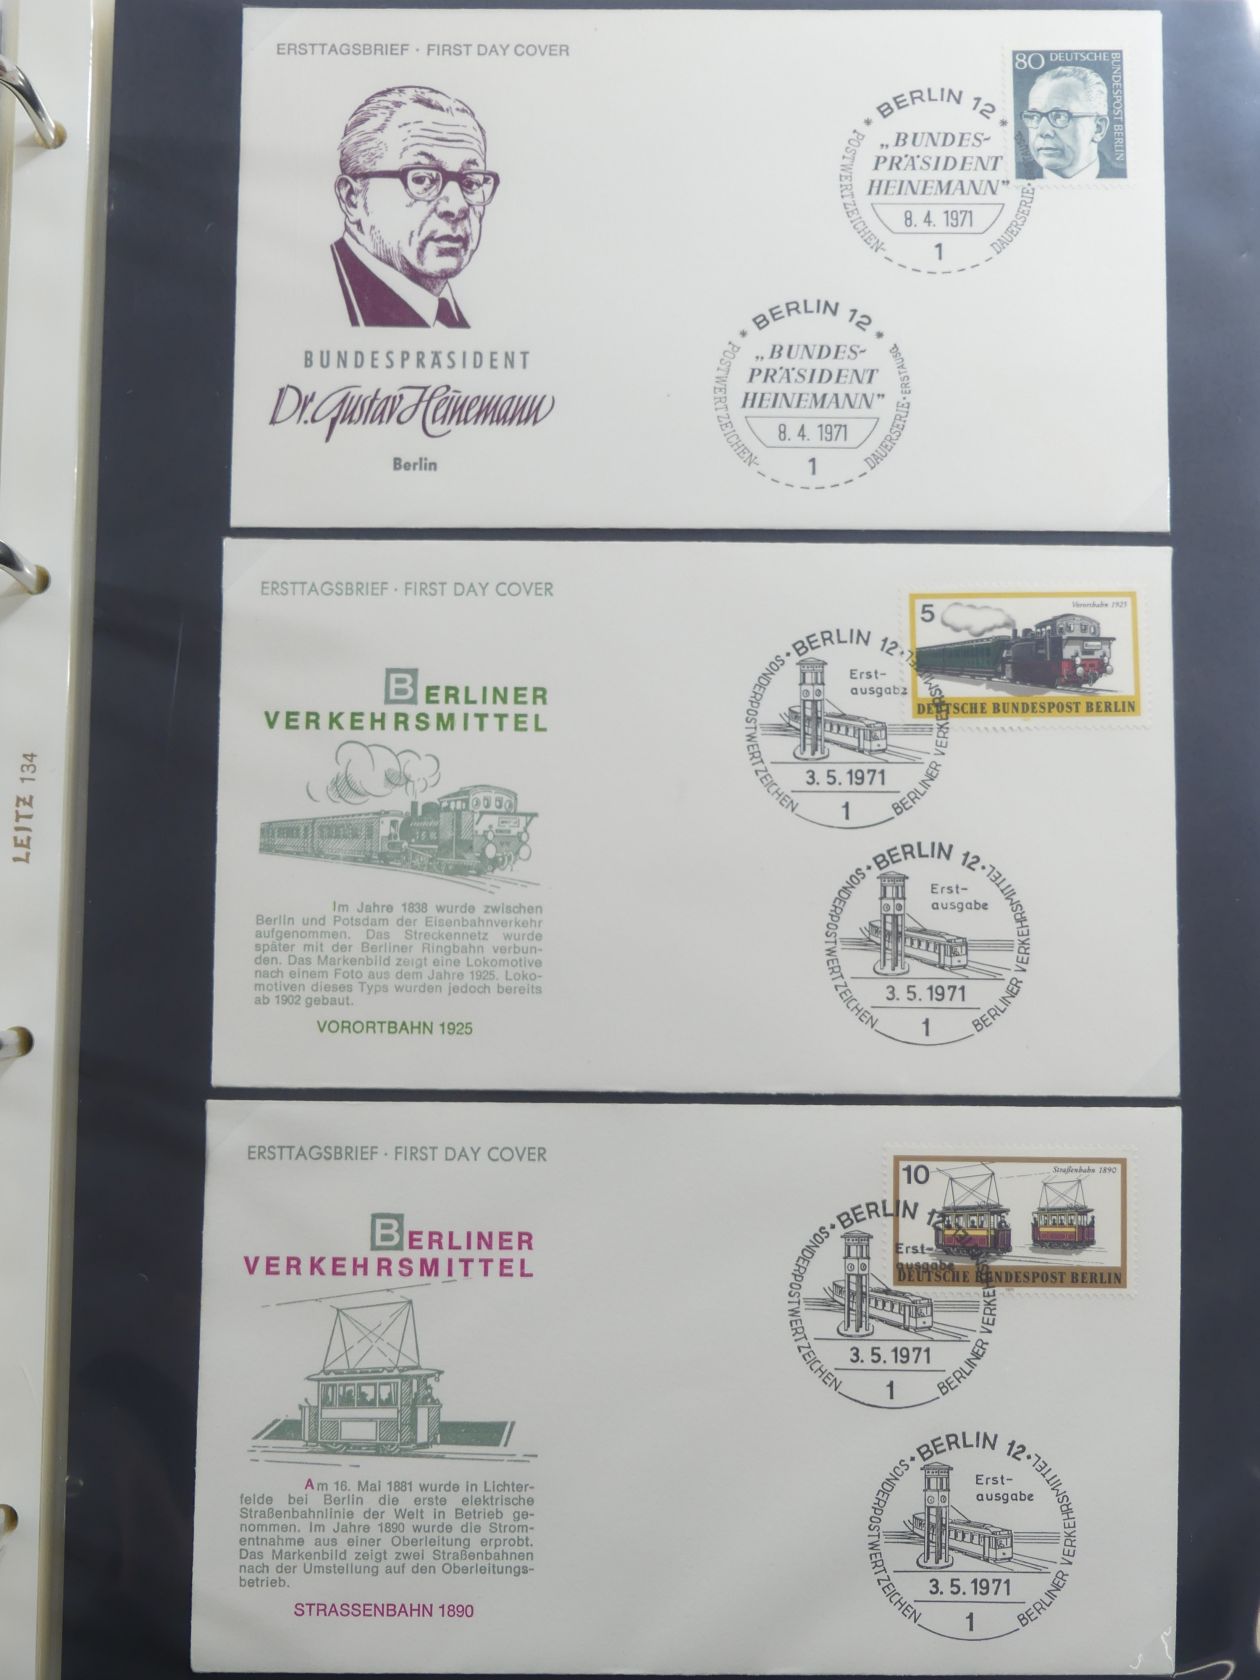 ERSTTAGSBRIEF · FIRST DAY COVER
80 DEUTSCHE
BUNDESPOST BERLIN
* BERLIN 12 *
„BUNDES-
PRÄSIDENT
HEINEMANN"
8. 4. 1971
1
POSTWERTZEICHEN-
DAUERSERIE
BUNDESPRÄSIDENT
Dr. Gustav Heinemann
Berlin
* BERLIN 12 *
„BUNDES-
PRÄSIDENT
HEINEMANN"
8. 4. 1971
1
POSTWERTZEICHEN-
DAUERSERIE·ERSTAUSG.
LEITZ 134
ERSTTAGSBRIEF · FIRST DAY COVER
5
Vorortbahn 1925
DEUTSCHE BUNDESPOST BERLIN
BERLIN 12
Erst-
ausgabe
3.5.1971
1
SONDERPOSTWERTZEICHEN
BERLINER VERKEHRSMITTEL
BERLINER
VERKEHRSMITTEL
Im Jahre 1838 wurde zwischen
Berlin und Potsdam der Eisenbahnverkehr
aufgenommen. Das Streckennetz wurde
später mit der Berliner Ringbahn verbun-
den. Das Markenbild zeigt eine Lokomotive
nach einem Foto aus dem Jahre 1925. Loko-
motiven dieses Typs wurden jedoch bereits
ab 1902 gebaut.
VORORTBAHN 1925
BERLIN 12
Erst-
ausgabe
3.5.1971
1
SONDERPOSTWERTZEICHEN
BERLINER VERKEHRSMITTEL
ERSTTAGSBRIEF · FIRST DAY COVER
10
Straßenbahn 1890
DEUTSCHE BUNDESPOST BERLIN
BERLIN 12
Erst-
ausgabe
3.5.1971
1
SONDERPOSTWERTZEICHEN
BERLINER VERKEHRSMITTEL
BERLINER
VERKEHRSMITTEL
Am 16. Mai 1881 wurde in Lichter-
felde bei Berlin die erste elektrische
Straßenbahnlinie der Welt in Betrieb ge-
nommen. Im Jahre 1890 wurde die Strom-
entnahme aus einer Oberleitung erprobt.
Das Markenbild zeigt zwei Straßenbahnen
nach der Umstellung auf den Oberleitungs-
betrieb.
STRASSENBAHN 1890
BERLIN 12
Erst-
ausgabe
3.5.1971
1
SONDERPOSTWERTZEICHEN
BERLINER VERKEHRSMITTEL